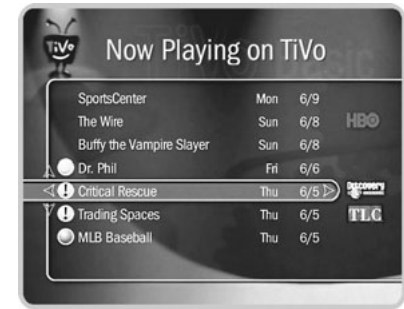 TiVo
Now Playing on TiVo
SportsCenter Mon 6/9
The Wire Sun 6/8 HBO
Buffy the Vampire Slayer Sun 6/8
Dr. Phil Fri 6/6
! Critical Rescue Thu 6/5 Discovery
! Trading Spaces Thu 6/5 TLC
MLB Baseball Thu 6/5